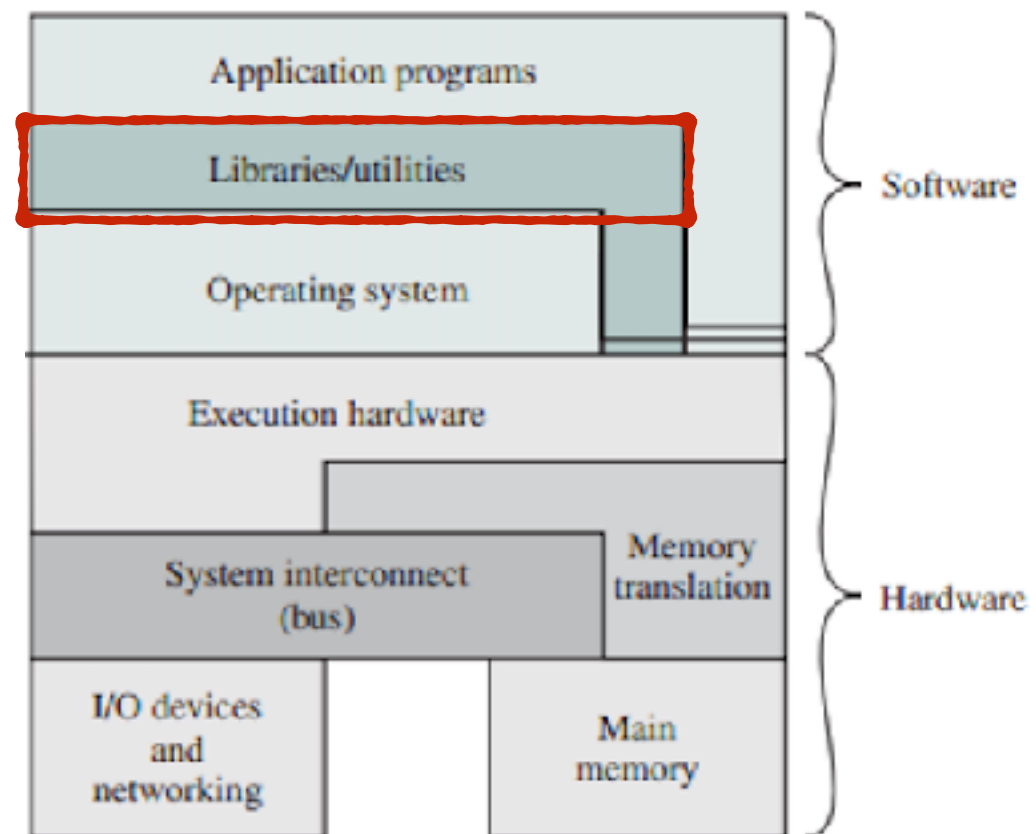 Application programs
Libraries/utilities
Software
Operating system
Execution hardware
Memory
translation
System interconnect
(bus)
Hardware
I/O devices
and
networking
Main
memory